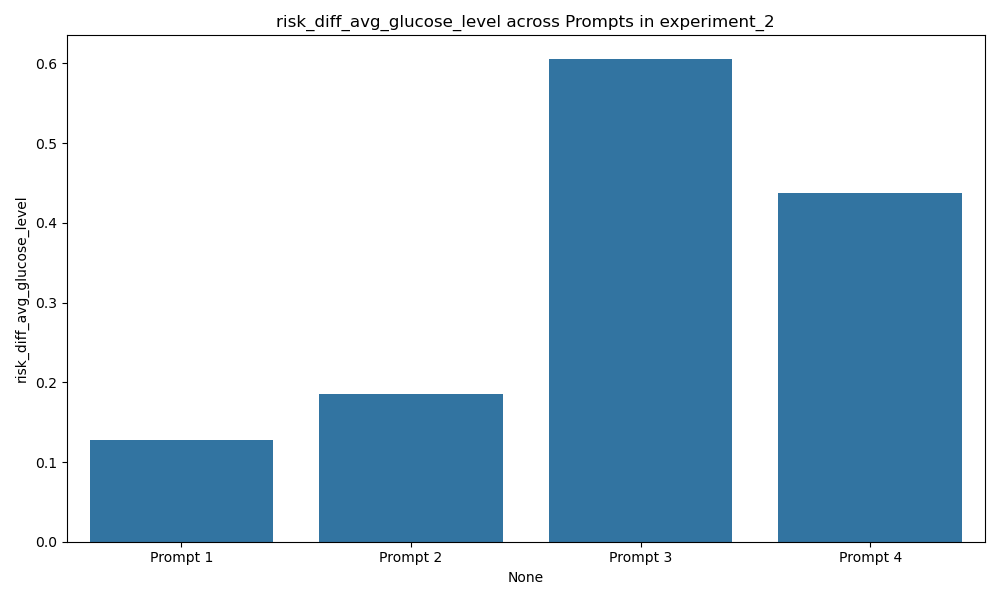 risk_diff_avg_glucose_level across Prompts in experiment_2
risk_diff_avg_glucose_level
0.6
0.5
0.4
0.3
0.2
0.1
0.0
Prompt 1
Prompt 2
Prompt 3
Prompt 4
None